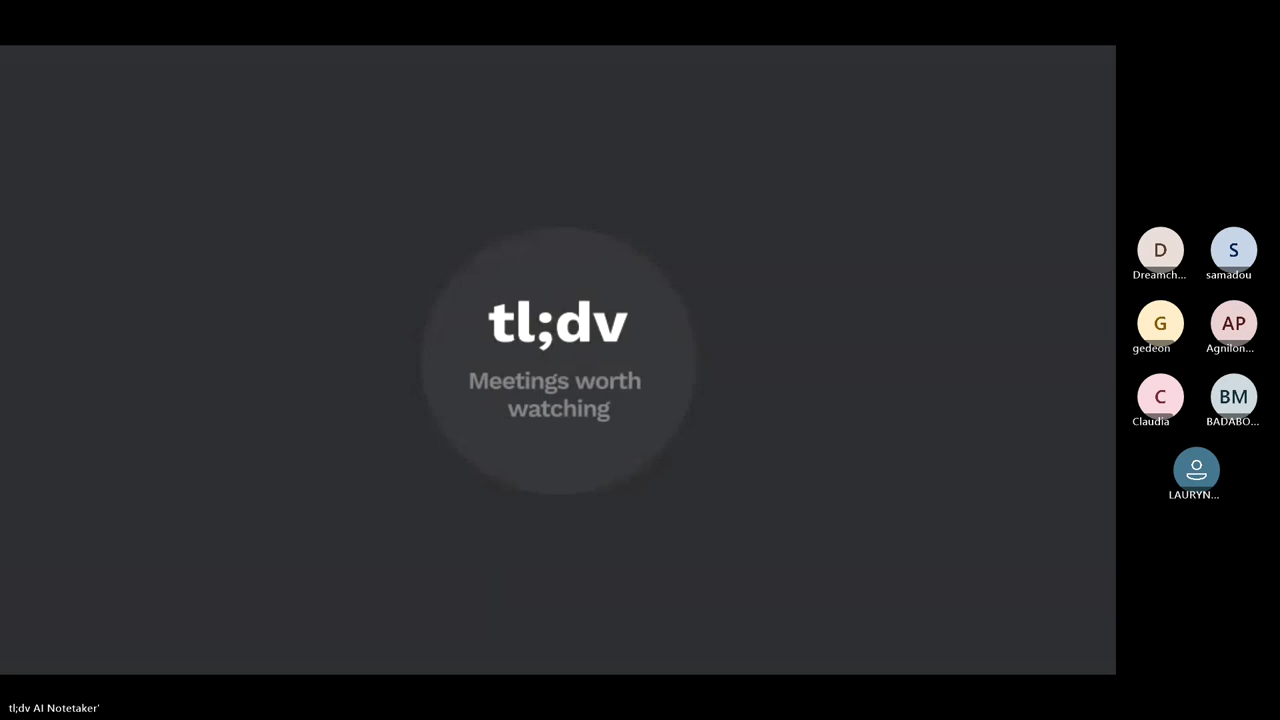 tl;dv
Meetings worth
watching
D
Dreamch...
S
samadou
G
gedeon
AP
Agnilon...
C
Claudia
BM
BADABO...
LAURYN...
tl;dv AI Notetaker'